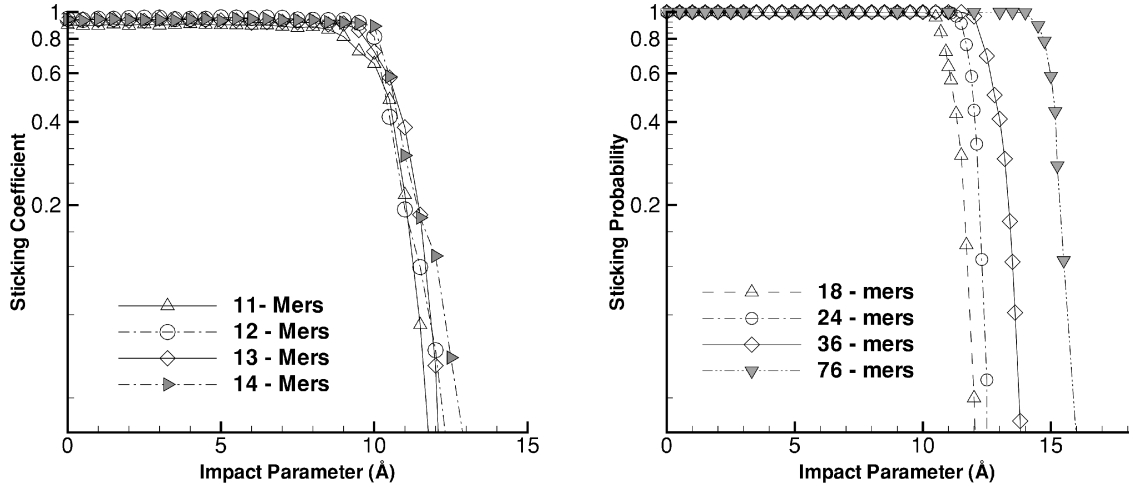 Sticking Coefficient
1
0.8
0.6
0.4
0.2
0
5
10
15
Impact Parameter (Å)
11- Mers
12 - Mers
13 - Mers
14 - Mers
Sticking Probability
1
0.8
0.6
0.4
0.2
0
5
10
15
Impact Parameter (Å)
18 - mers
24 - mers
36 - mers
76 - mers